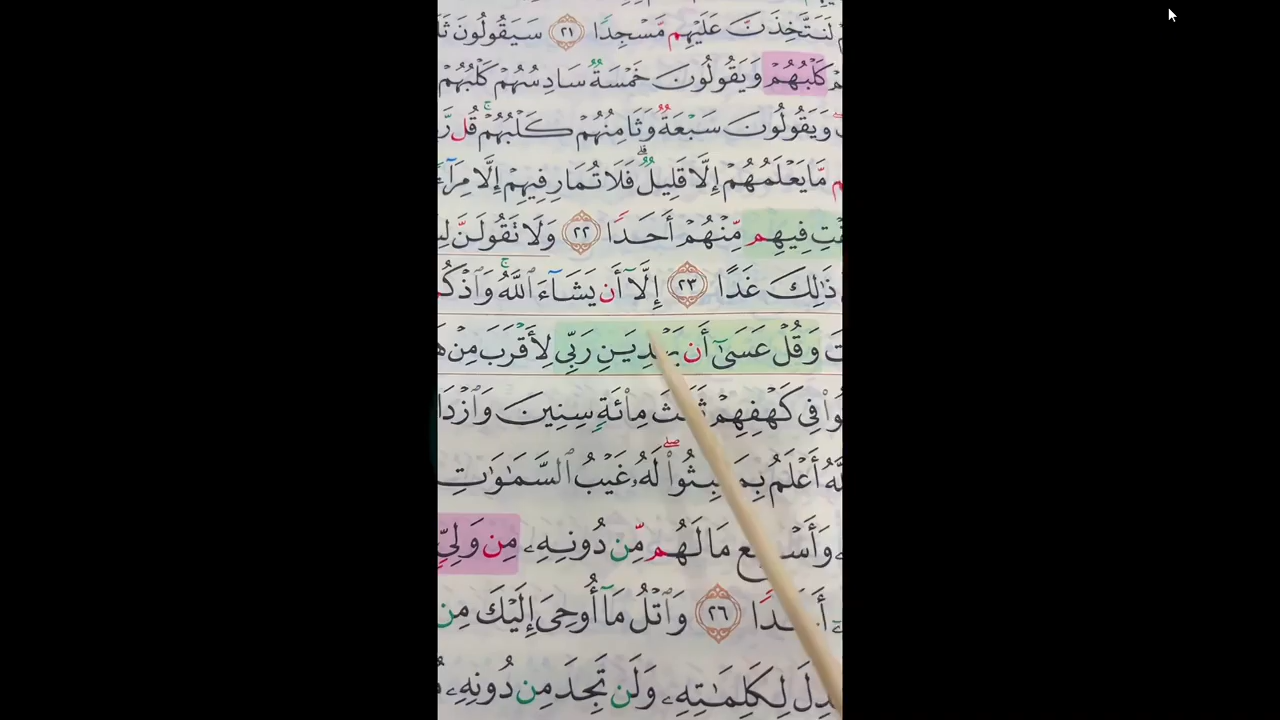 لَنَتَّخِذَنَّ عَلَيْهِم مَّسْجِدًا ٢١ سَيَقُولُونَ
كَلْبُهُمْ وَيَقُولُونَ خَمْسَةٌ سَادِسُهُمْ كَلْبُهُمْ
وَيَقُولُونَ سَبْعَةٌ وَثَامِنُهُمْ كَلْبُهُمْ ۚ قُل
مَّا يَعْلَمُهُمْ إِلَّا قَلِيلٌ ۗ فَلَا تُمَارِ فِيهِمْ إِلَّا مِرَآءً
فِيهِم مِّنْهُمْ أَحَدًا ٢٢ وَلَا تَقُولَنَّ
ذَٰلِكَ غَدًا ٢٣ إِلَّآ أَن يَشَآءَ ٱللَّهُ ۚ وَٱذْكُر
وَقُلْ عَسَىٰٓ أَن يَهْدِيَنِ رَبِّى لِأَقْرَبَ مِنْ
فِى كَهْفِهِمْ ثَلَٰثَ مِا۟ئَةٍ سِنِينَ
أَعْلَمُ بِمَا لَبِثُوا۟ ۖ لَهُۥ غَيْبُ ٱلسَّمَٰوَٰتِ
وَأَسْمِعْ ۚ مَا لَهُم مِّن دُونِهِۦ مِن وَلِىٍّ
أَحَدًا ٢٦ وَٱتْلُ مَآ أُوحِىَ إِلَيْكَ مِن
لِكَلِمَٰتِهِۦ وَلَن تَجِدَ مِن دُونِهِۦ